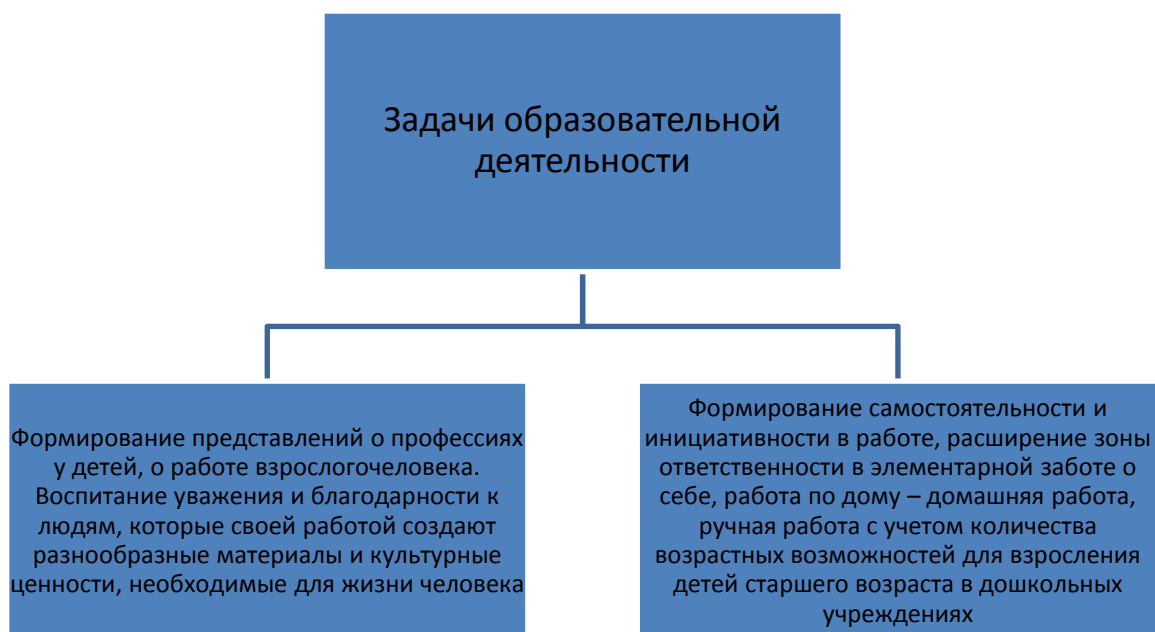 Задачи образовательной
деятельности
Формирование представлений о профессиях
у детей, о работе взрослогочеловека.
Воспитание уважения и благодарности к
людям, которые своей работой создают
разнообразные материалы и культурные
ценности, необходимые для жизни человека
Формирование самостоятельности и
инициативности в работе, расширение зоны
ответственности в элементарной заботе о
себе, работа по дому – домашняя работа,
ручная работа с учетом количества
возрастных возможностей для взросления
детей старшего возраста в дошкольных
учреждениях